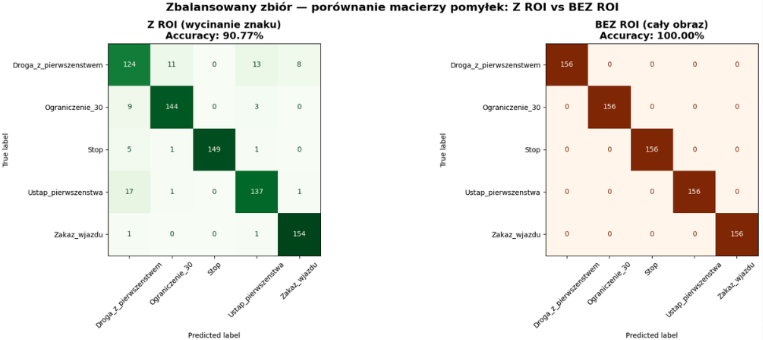 Zbalansowany zbiór — porównanie macierzy pomyłek: Z ROI vs BEZ ROI
Z ROI (wycinanie znaku)
Accuracy: 90.77%
True label
Droga_z_pierwszenstwem 124 11 0 13 8
Ograniczenie_30 9 144 0 3 0
Stop 5 1 149 1 0
Ustap_pierwszenstwa 17 1 0 137 1
Zakaz_wjazdu 1 0 0 1 154
Droga_z_pierwszenstwem Ograniczenie_30 Stop Ustap_pierwszenstwa Zakaz_wjazdu
Predicted label
BEZ ROI (cały obraz)
Accuracy: 100.00%
True label
Droga_z_pierwszenstwem 156 0 0 0 0
Ograniczenie_30 0 156 0 0 0
Stop 0 0 156 0 0
Ustap_pierwszenstwa 0 0 0 156 0
Zakaz_wjazdu 0 0 0 0 156
Droga_z_pierwszenstwem Ograniczenie_30 Stop Ustap_pierwszenstwa Zakaz_wjazdu
Predicted label